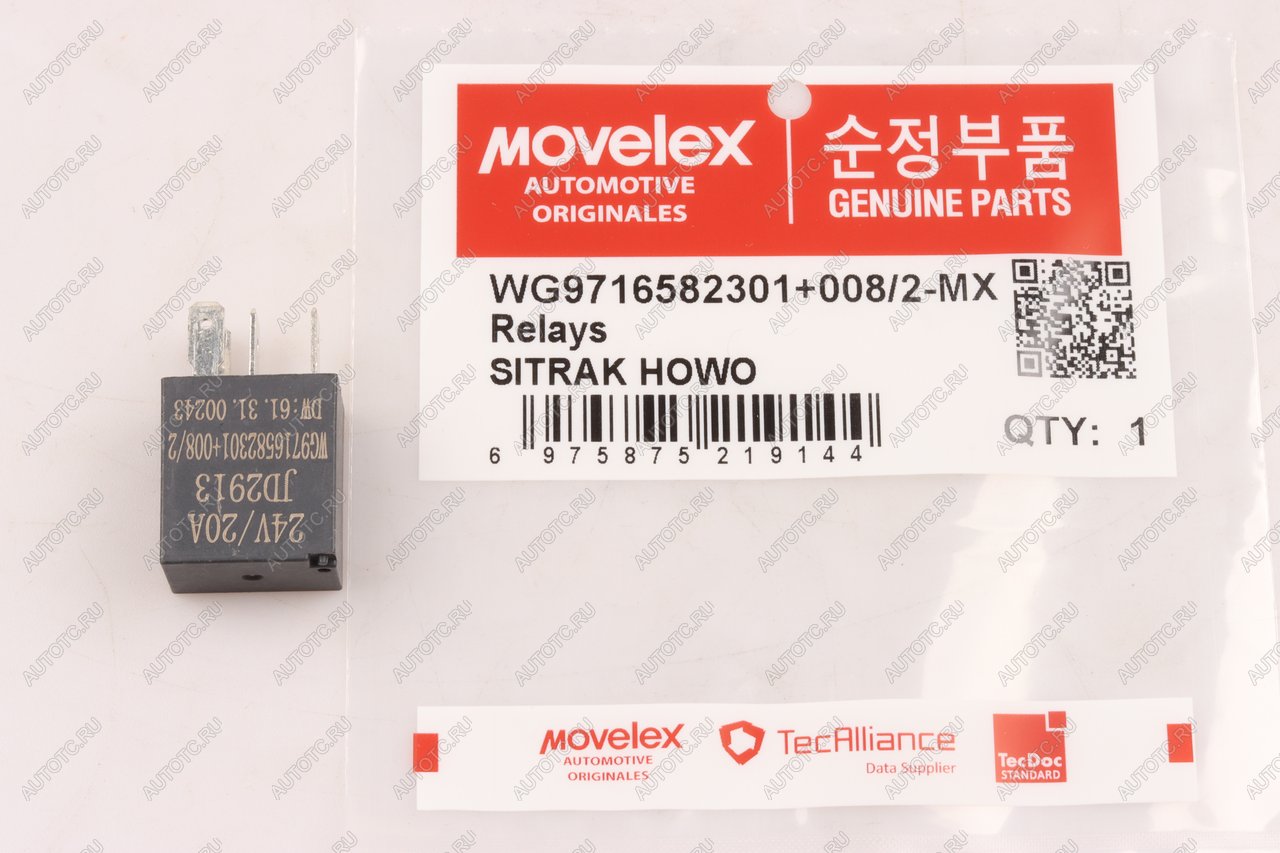 MOVELEX
AUTOMOTIVE
ORIGINALES
순정부품
GENUINE PARTS
WG9716582301+008/2-MX
Relays
SITRAK HOWO
6 975875 219144
QTY: 1
24V/20A
JD2913
WG9716582301+008/2
DW:61.31.00243
MOVELEX
AUTOMOTIVE
ORIGINALES
TecAlliance
Data Supplier
TecDoc
STANDARD
AUTOTC.RU